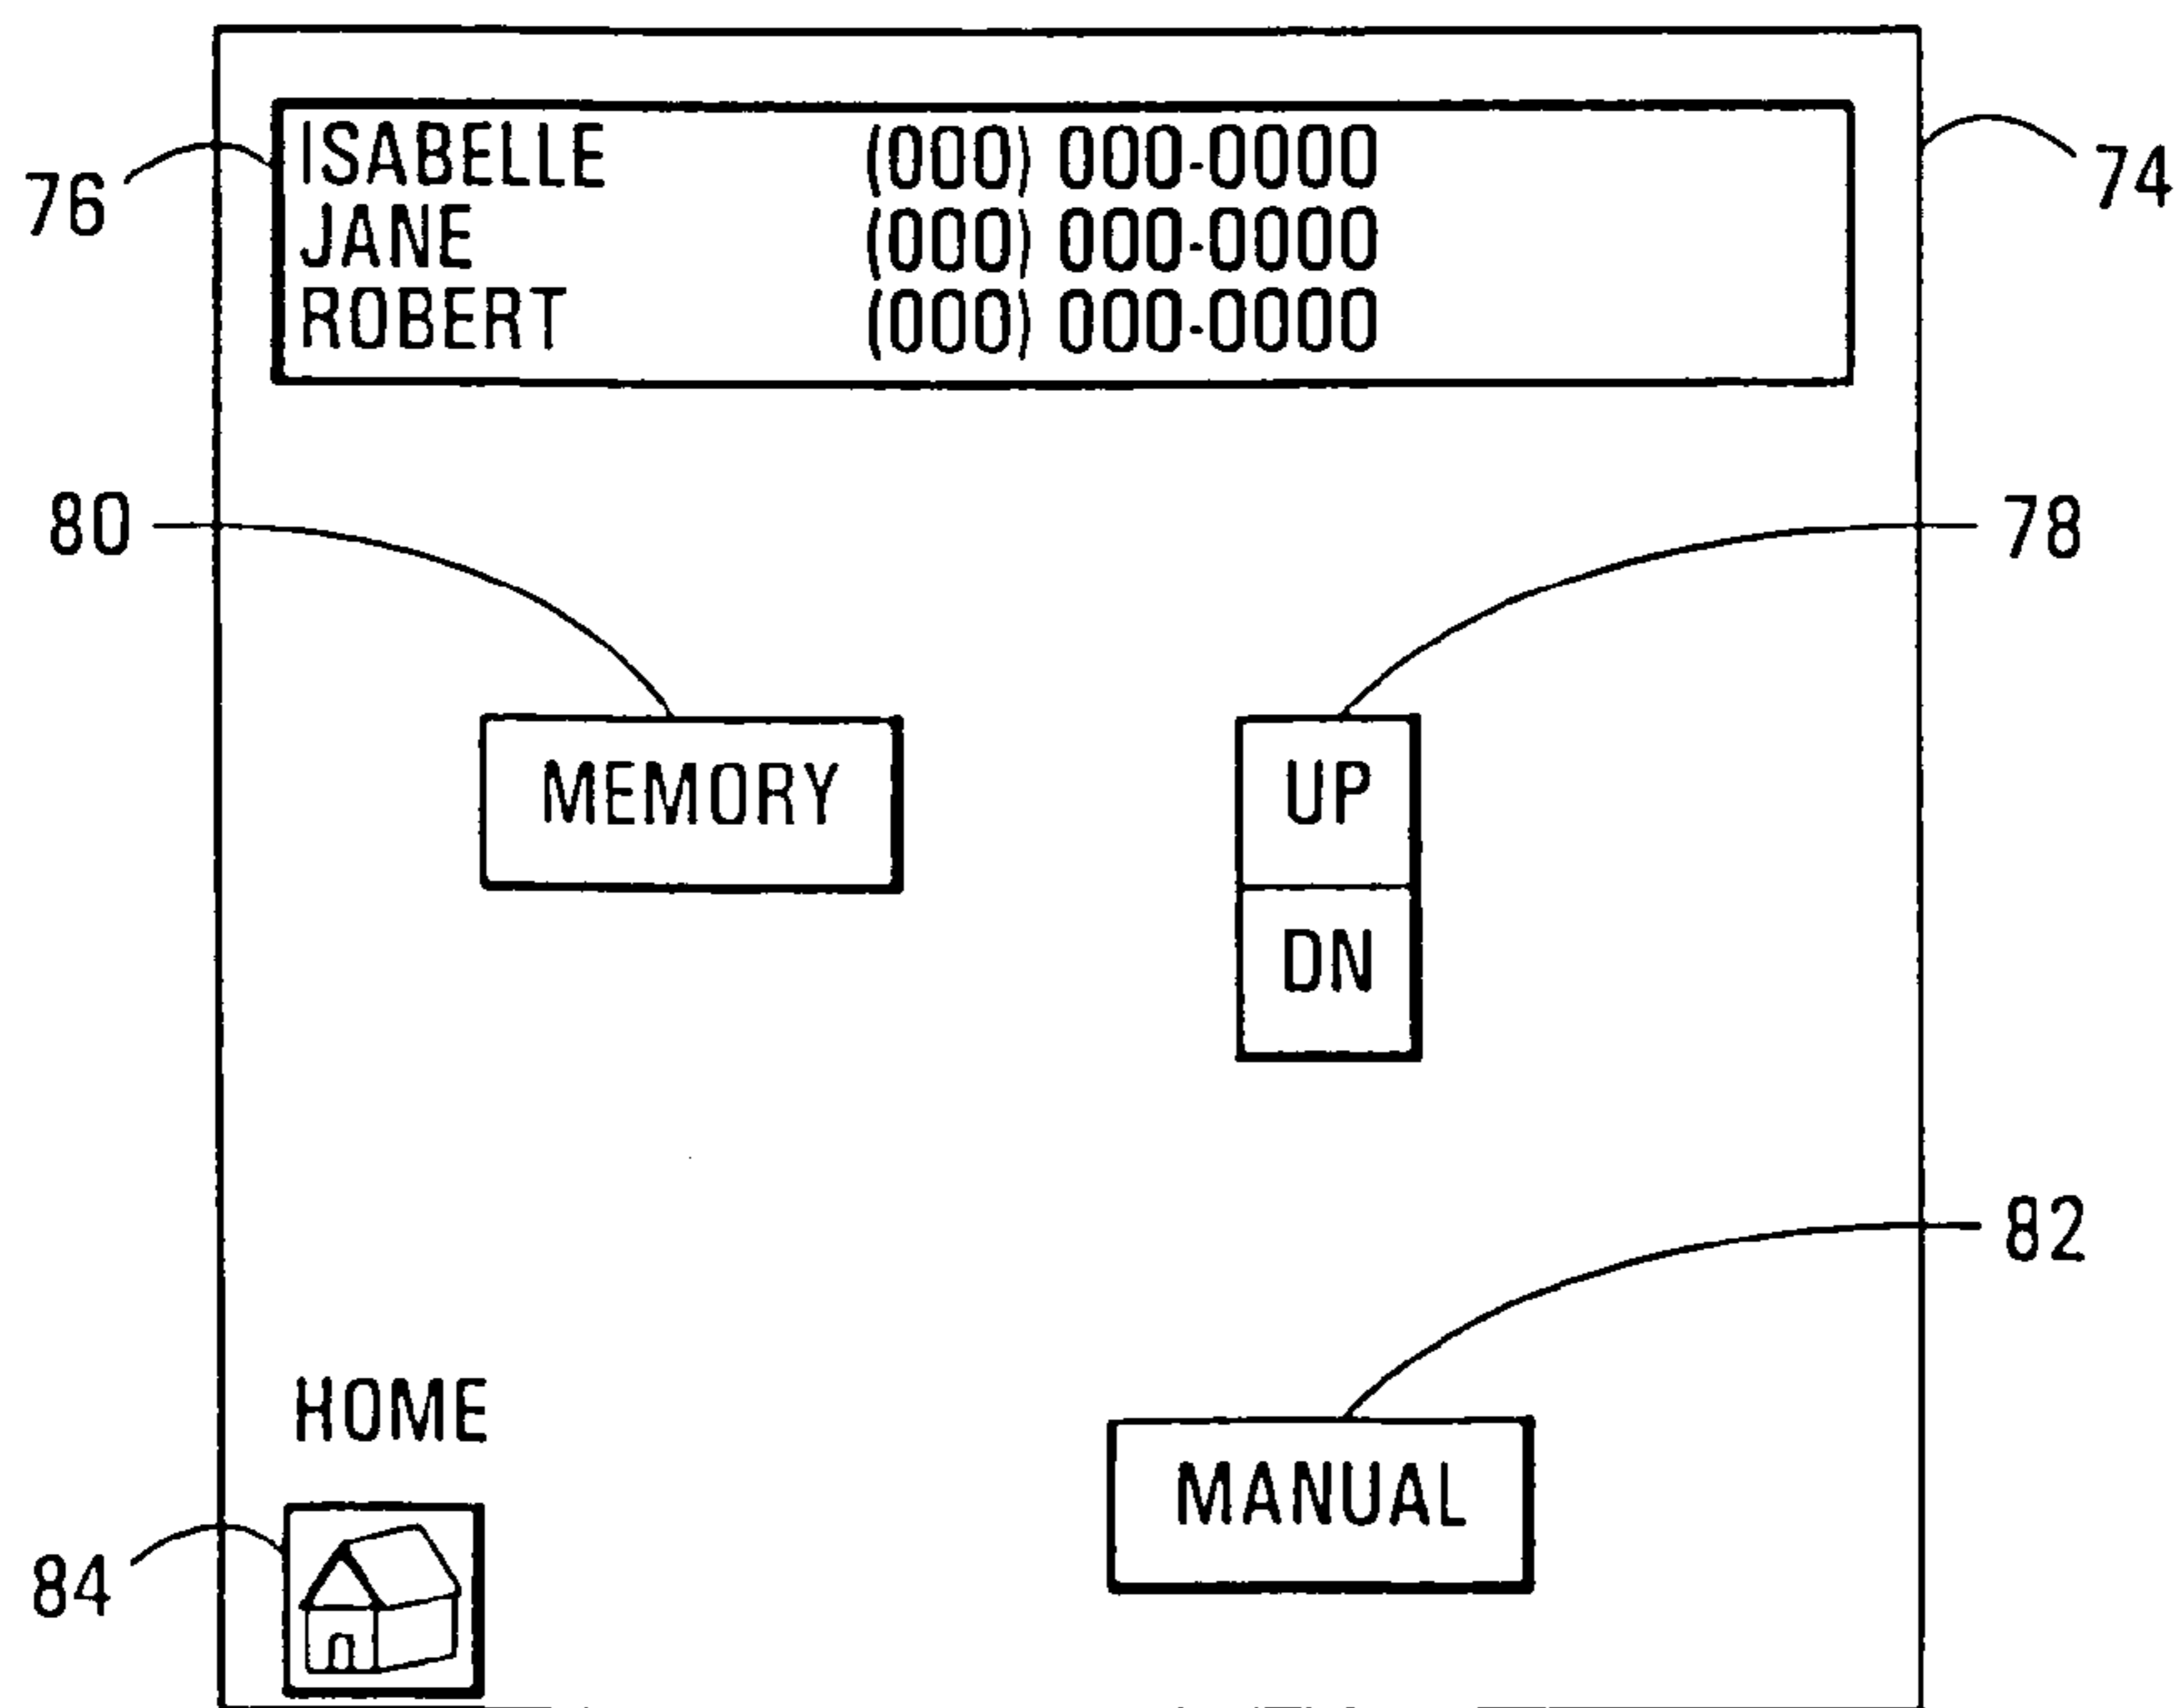 ISABELLE (000) 000-0000
JANE (000) 000-0000
ROBERT (000) 000-0000
76
74
80
78
MEMORY
UP
DN
82
HOME
MANUAL
84